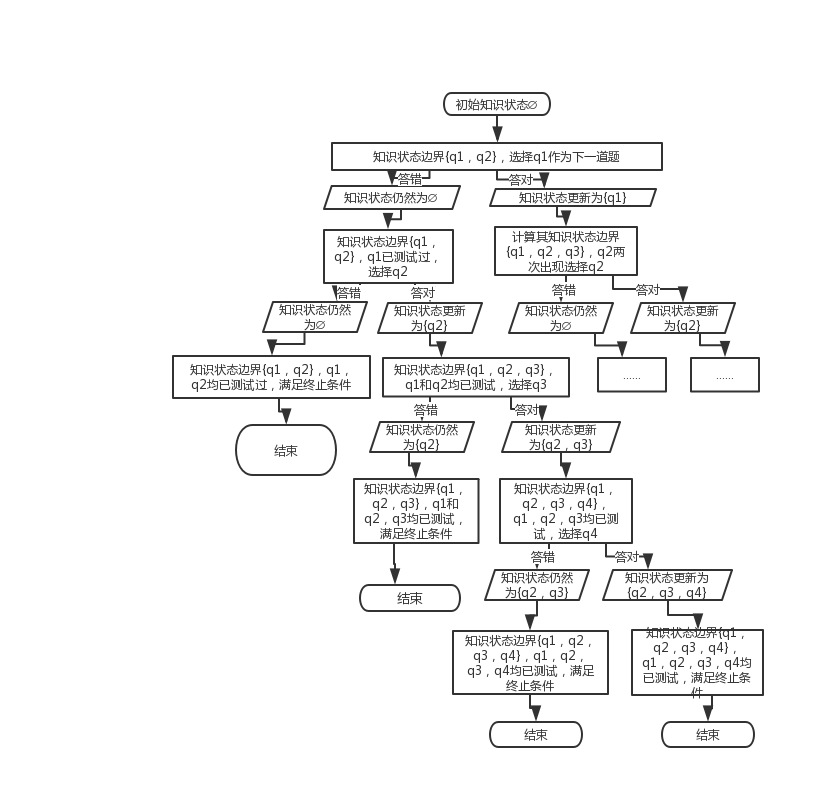 初始知识状态∅
知识状态边界{q1，q2}，选择q1作为下一道题
答错
答对
知识状态仍然为∅
知识状态更新为{q1}
知识状态边界{q1，
q2}，q1已测试过，
选择q2
计算其知识状态边界
{q1，q2，q3}，q2两
次出现选择q2
答错
答对
答错
答对
知识状态仍然
为∅
知识状态更新
为{q2}
知识状态仍然
为∅
知识状态更新
为{q2}
知识状态边界{q1，q2}，q1，
q2均已测试过，满足终止条件
知识状态边界{q1，q2，q3}，
q1和q2均已测试，选择q3
......
......
答错
答对
结束
知识状态仍然
为{q2}
知识状态更新
为{q2，q3}
知识状态边界{q1，
q2，q3}，q1和
q2，q3均已测试，
满足终止条件
知识状态边界{q1，
q2，q3，q4}，
q1，q2，q3均已测
试，选择q4
答错
答对
结束
知识状态仍然
为{q2，q3}
知识状态更新为
{q2，q3，q4}
知识状态边界{q1，q2，
q3，q4}，q1，q2，
q3，q4均已测试，满足
终止条件
知识状态边界{q1，
q2，q3，q4}，
q1，q2，q3，q4均
已测试，满足终止条
件
结束
结束